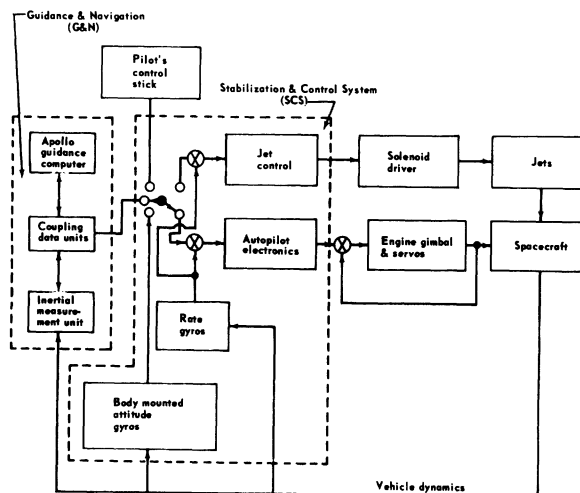 Guidance & Navigation
(G&N)
Pilot's
control
stick
Stabilization & Control System
(SCS)
Apollo
guidance
computer
Jet
control
Solenoid
driver
Jets
Coupling
data units
Autopilot
electronics
Engine gimbal
& servos
Spacecraft
Inertial
measure-
ment unit
Rate
gyros
Body mounted
attitude
gyros
Vehicle dynamics